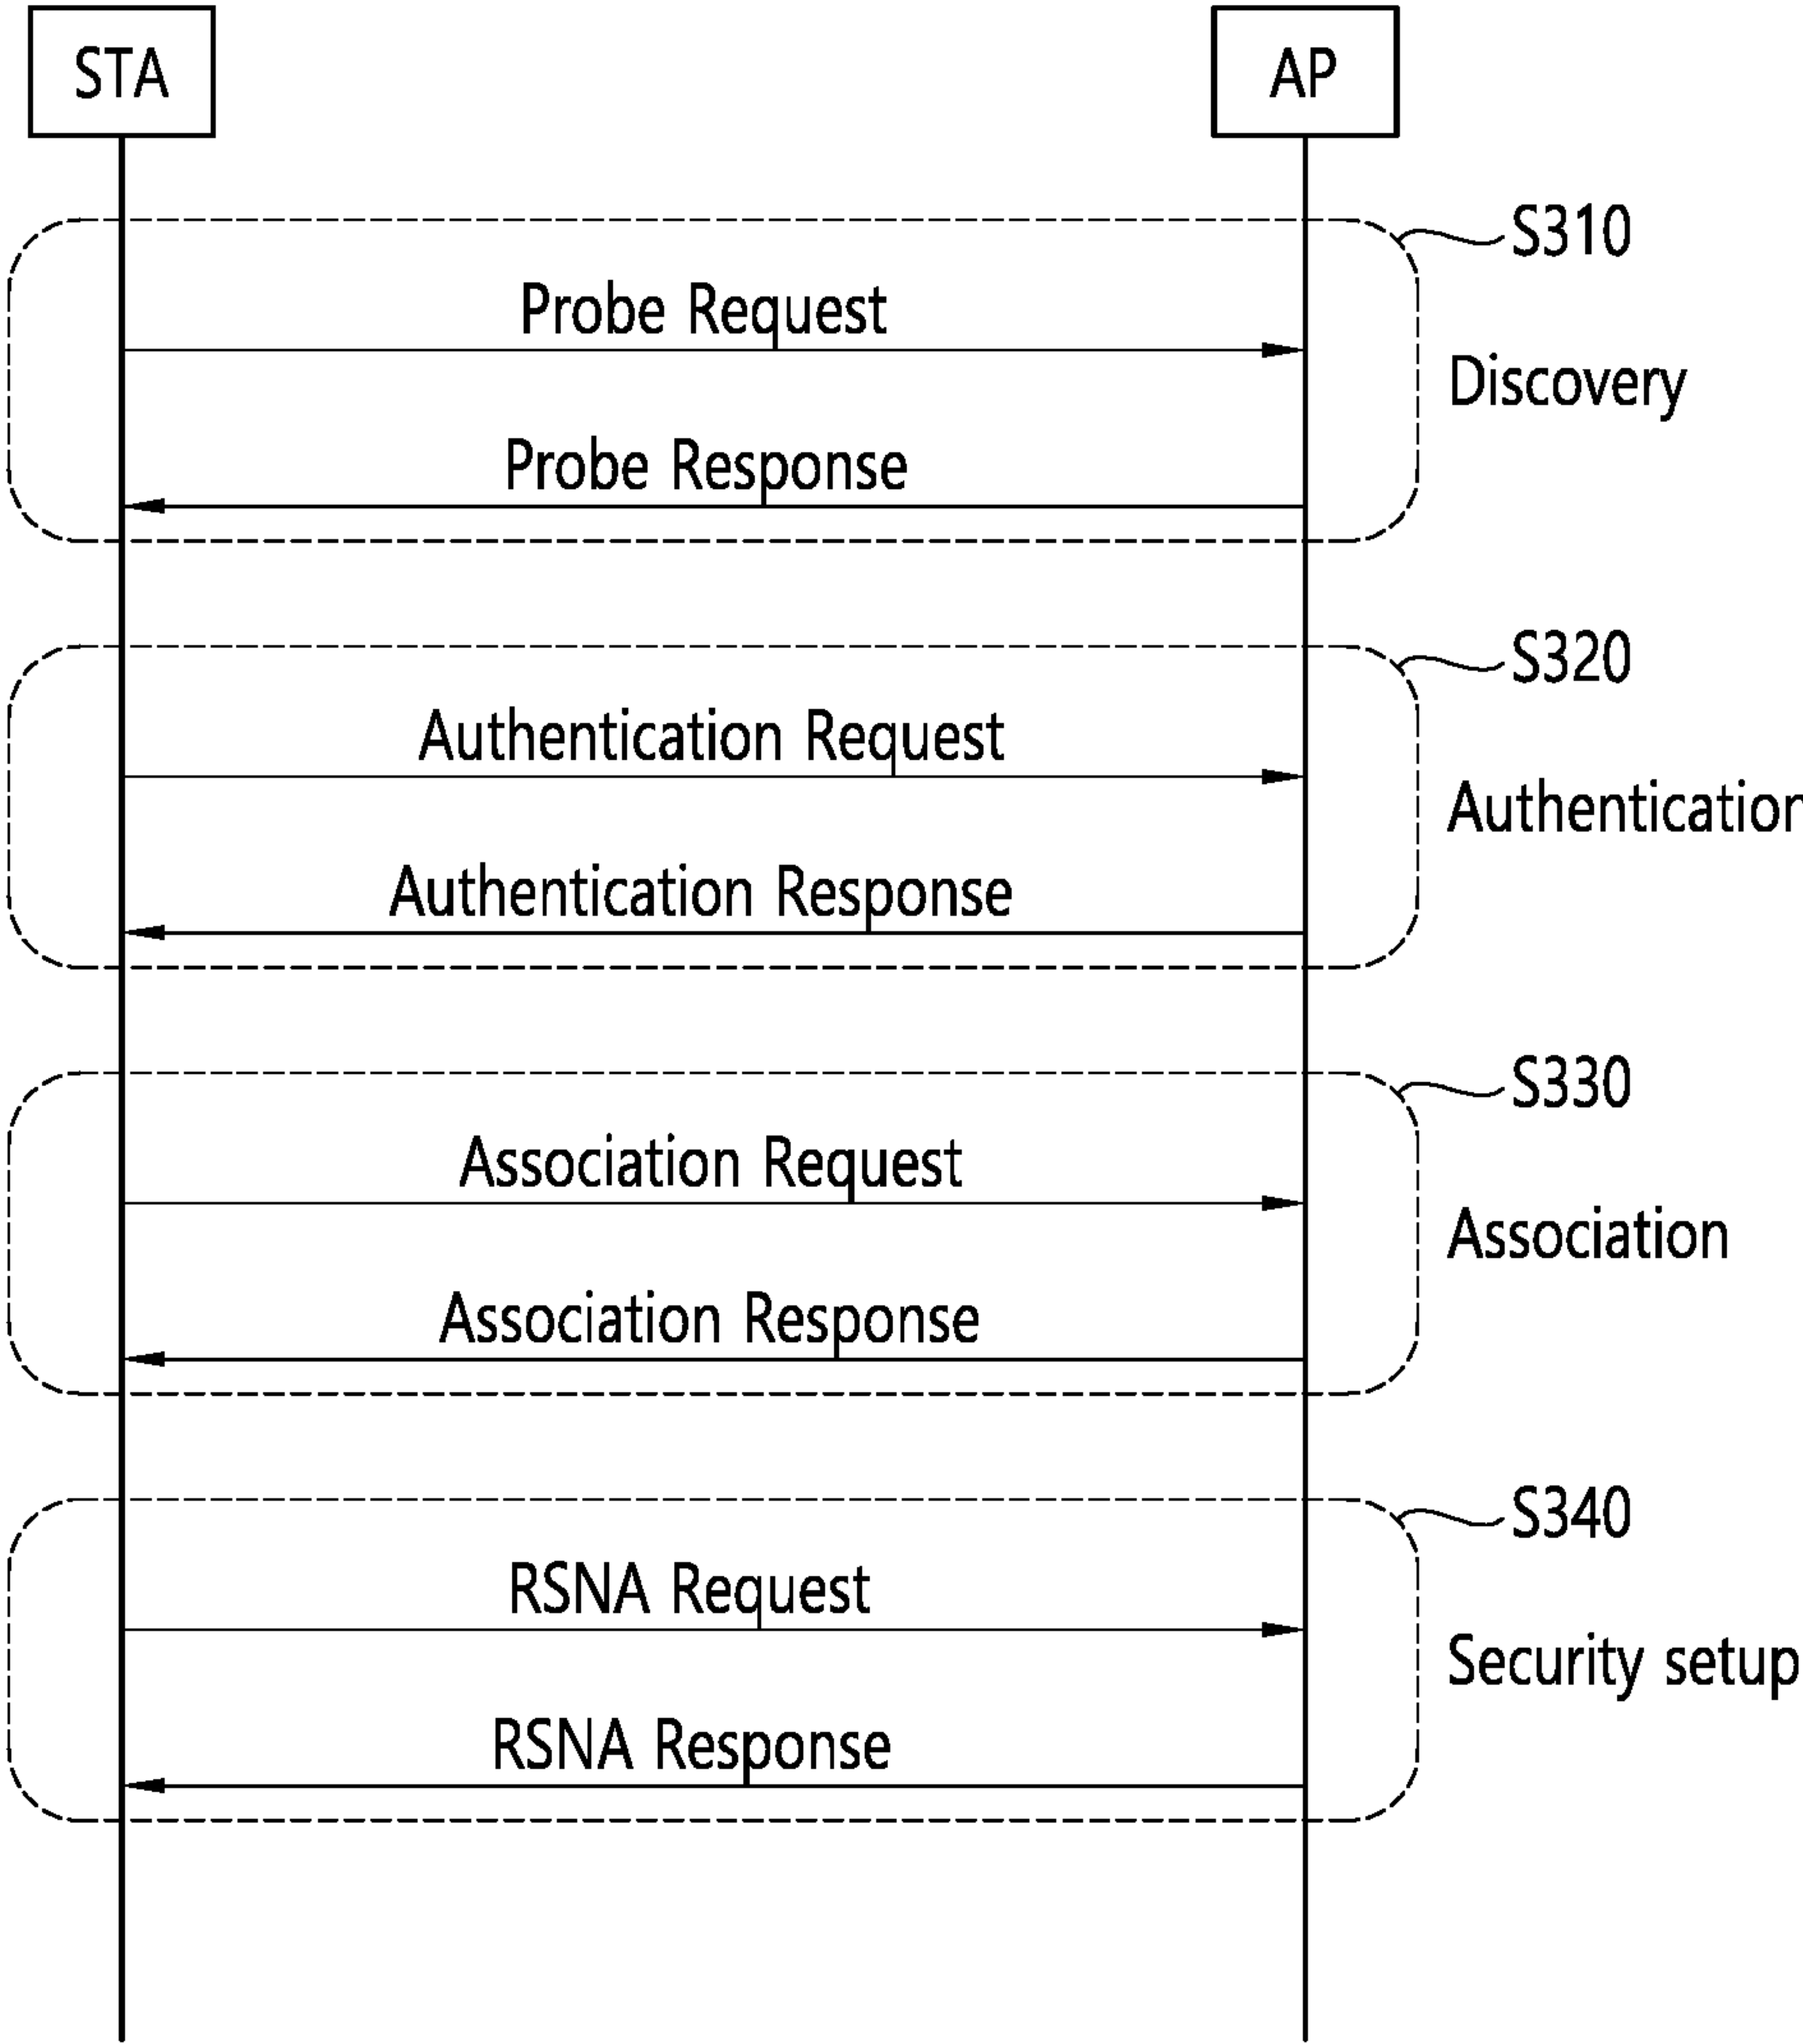 STA
AP
S310
Probe Request
Discovery
Probe Response
S320
Authentication Request
Authentication
Authentication Response
S330
Association Request
Association
Association Response
S340
RSNA Request
Security setup
RSNA Response